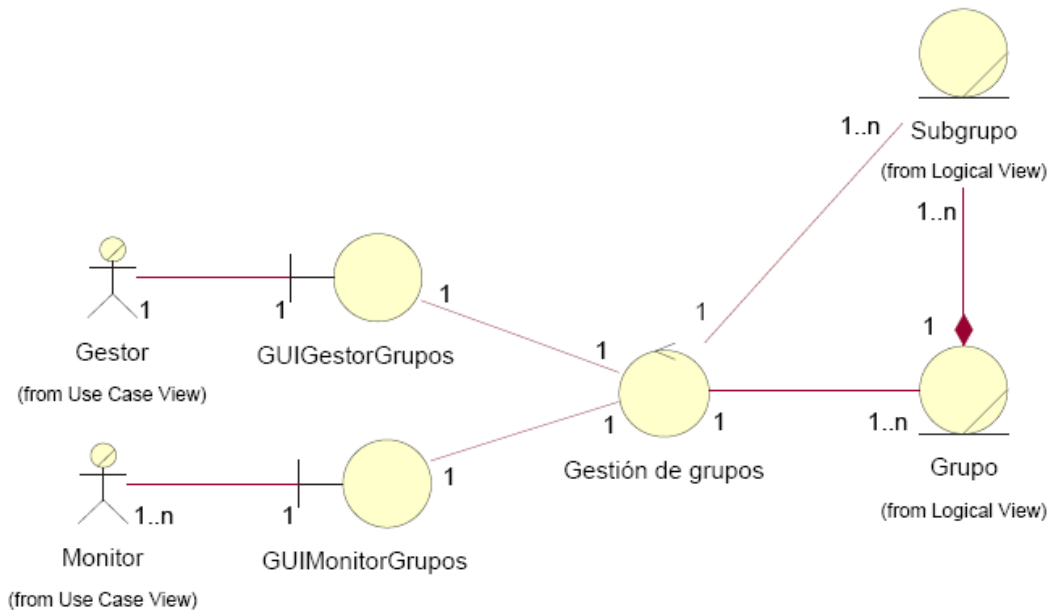 1..n
Subgrupo
(from Logical View)
1..n
1
1
1
1
1
Gestor
GUIGestorGrupos
(from Use Case View)
1
1
1
1
1
1..n
Gestión de grupos
Grupo
(from Logical View)
1..n
1
Monitor
GUIMonitorGrupos
(from Use Case View)